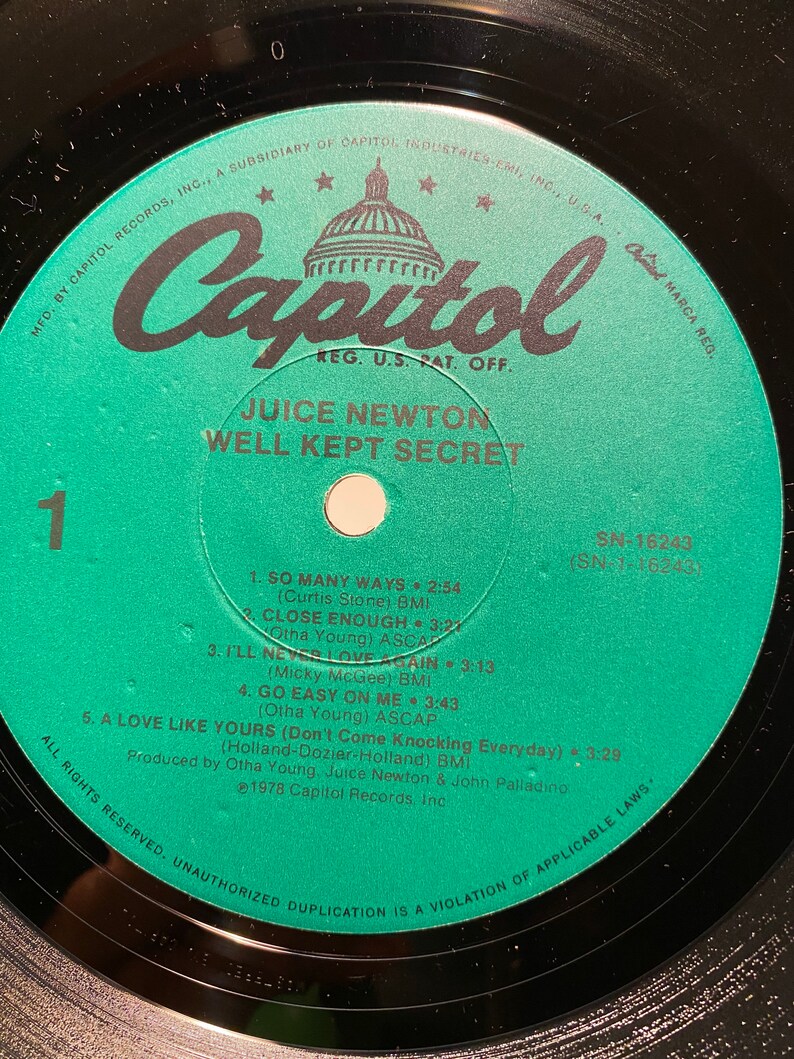 MFD. BY CAPITOL RECORDS, INC., A SUBSIDIARY OF CAPITOL INDUSTRIES-EMI, INC., U.S.A. · Capitol MARCA REG.
Capitol
REG. U.S. PAT. OFF.
JUICE NEWTON
WELL KEPT SECRET
1
SN-16243
(SN-1-16243)
1. SO MANY WAYS • 2:54
(Curtis Stone) BMI
2. CLOSE ENOUGH • 3:21
(Otha Young) ASCAP
3. I'LL NEVER LOVE AGAIN • 3:13
(Micky McGee) BMI
4. GO EASY ON ME • 3:43
(Otha Young) ASCAP
5. A LOVE LIKE YOURS (Don't Come Knocking Everyday) • 3:29
(Holland-Dozier-Holland) BMI
Produced by Otha Young, Juice Newton & John Palladino
℗1978 Capitol Records, Inc
ALL RIGHTS RESERVED. UNAUTHORIZED DUPLICATION IS A VIOLATION OF APPLICABLE LAWS.